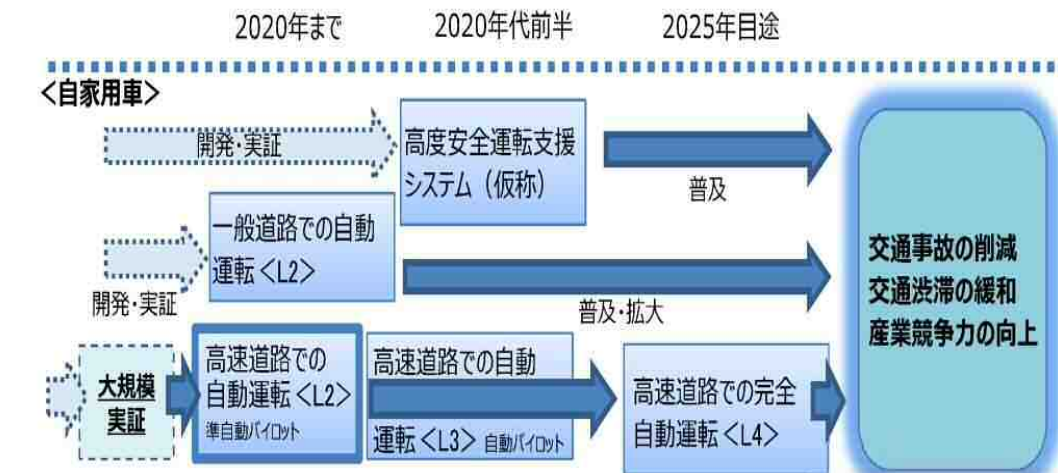 2020年まで
2020年代前半
2025年目途
<自家用車>
開発・実証
高度安全運転支援
システム（仮称）
普及
一般道路での自動
運転<L2>
開発・実証
普及・拡大
大規模
実証
高速道路での
自動運転<L2>
準自動パイロット
高速道路での自動
運転<L3> 自動パイロット
高速道路での完全
自動運転<L4>
交通事故の削減
交通渋滞の緩和
産業競争力の向上